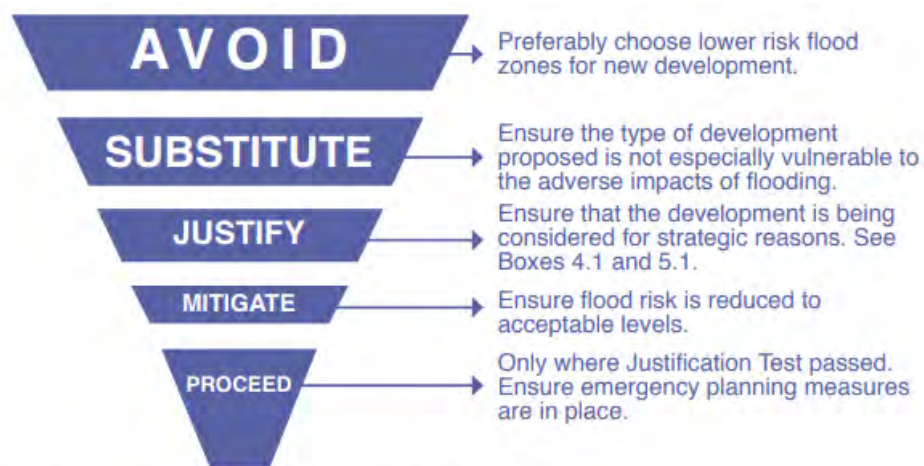 AVOID
Preferably choose lower risk flood
zones for new development.
SUBSTITUTE
Ensure the type of development
proposed is not especially vulnerable to
the adverse impacts of flooding.
JUSTIFY
Ensure that the development is being
considered for strategic reasons. See
Boxes 4.1 and 5.1.
MITIGATE
Ensure flood risk is reduced to
acceptable levels.
PROCEED
Only where Justification Test passed.
Ensure emergency planning measures
are in place.